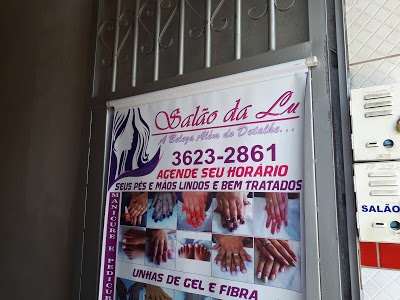 Salão da Lu
A Beleza Além do Detalhe...
3623-2861
AGENDE SEU HORÁRIO
SEUS PÉS E MÃOS LINDOS E BEM TRATADOS
MANICURE E PEDICURE
UNHAS DE GEL E FIBRA
SALÃO